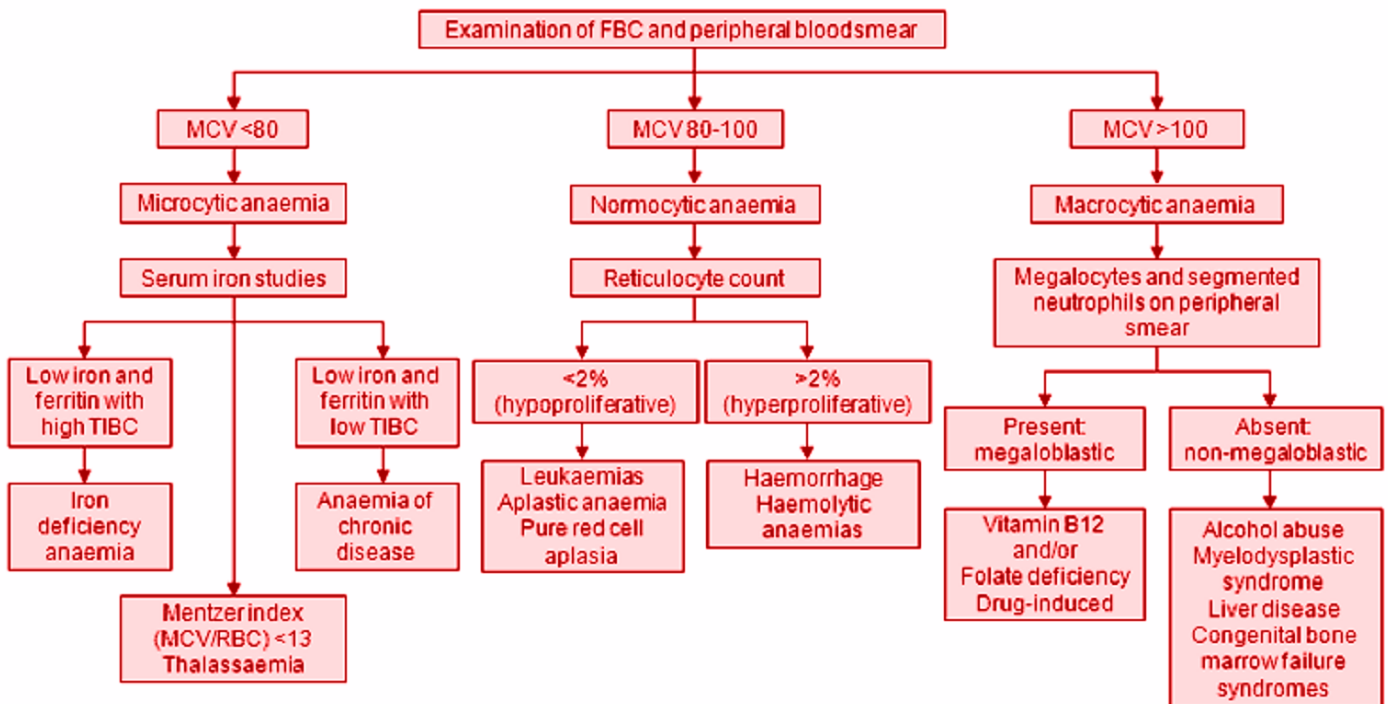 Examination of FBC and peripheral blood smear
MCV <80
MCV 80-100
MCV >100
Microcytic anaemia
Normocytic anaemia
Macrocytic anaemia
Serum iron studies
Reticulocyte count
Megalocytes and segmented
neutrophils on peripheral
smear
Low iron and
ferritin with
high TIBC
Low iron and
ferritin with
low TIBC
<2%
(hypoproliferative)
>2%
(hyperproliferative)
Present:
megaloblastic
Absent:
non-megaloblastic
Iron
deficiency
anaemia
Anaemia of
chronic
disease
Leukaemias
Aplastic anaemia
Pure red cell
aplasia
Haemorrhage
Haemolytic
anaemias
Vitamin B12
and/or
Folate deficiency
Drug-induced
Alcohol abuse
Myelodysplastic
syndrome
Liver disease
Congenital bone
marrow failure
syndromes
Mentzer index
(MCV/RBC) <13
Thalassaemia